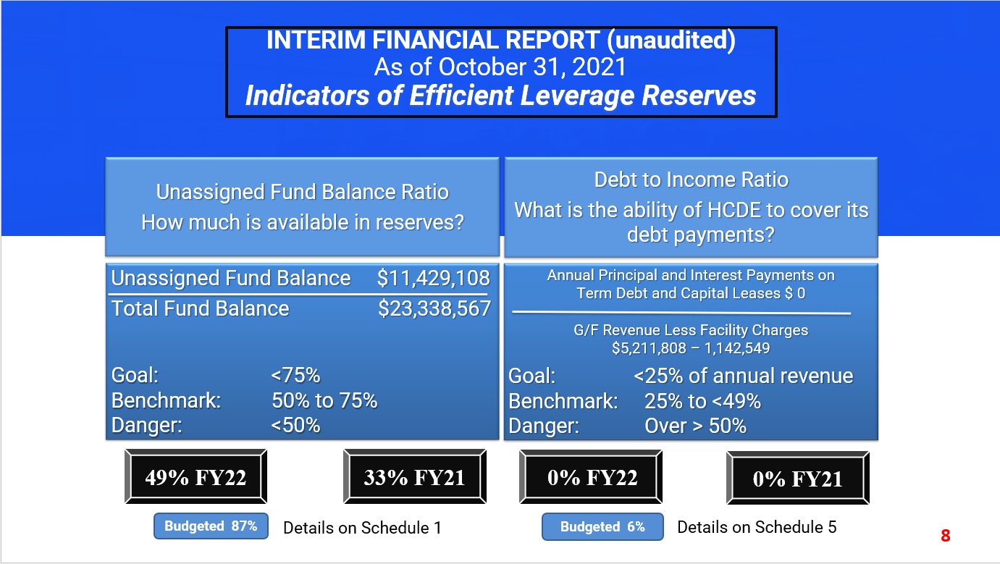 INTERIM FINANCIAL REPORT (unaudited)
As of October 31, 2021
Indicators of Efficient Leverage Reserves
Unassigned Fund Balance Ratio
How much is available in reserves?
Debt to Income Ratio
What is the ability of HCDE to cover its
debt payments?
Unassigned Fund Balance $11,429,108
Total Fund Balance $23,338,567
Goal: <75%
Benchmark: 50% to 75%
Danger: <50%
Annual Principal and Interest Payments on
Term Debt and Capital Leases $ 0
G/F Revenue Less Facility Charges
$5,211,808 – 1,142,549
Goal: <25% of annual revenue
Benchmark: 25% to <49%
Danger: Over > 50%
49% FY22
33% FY21
0% FY22
0% FY21
Budgeted 87%
Details on Schedule 1
Budgeted 6%
Details on Schedule 5
8